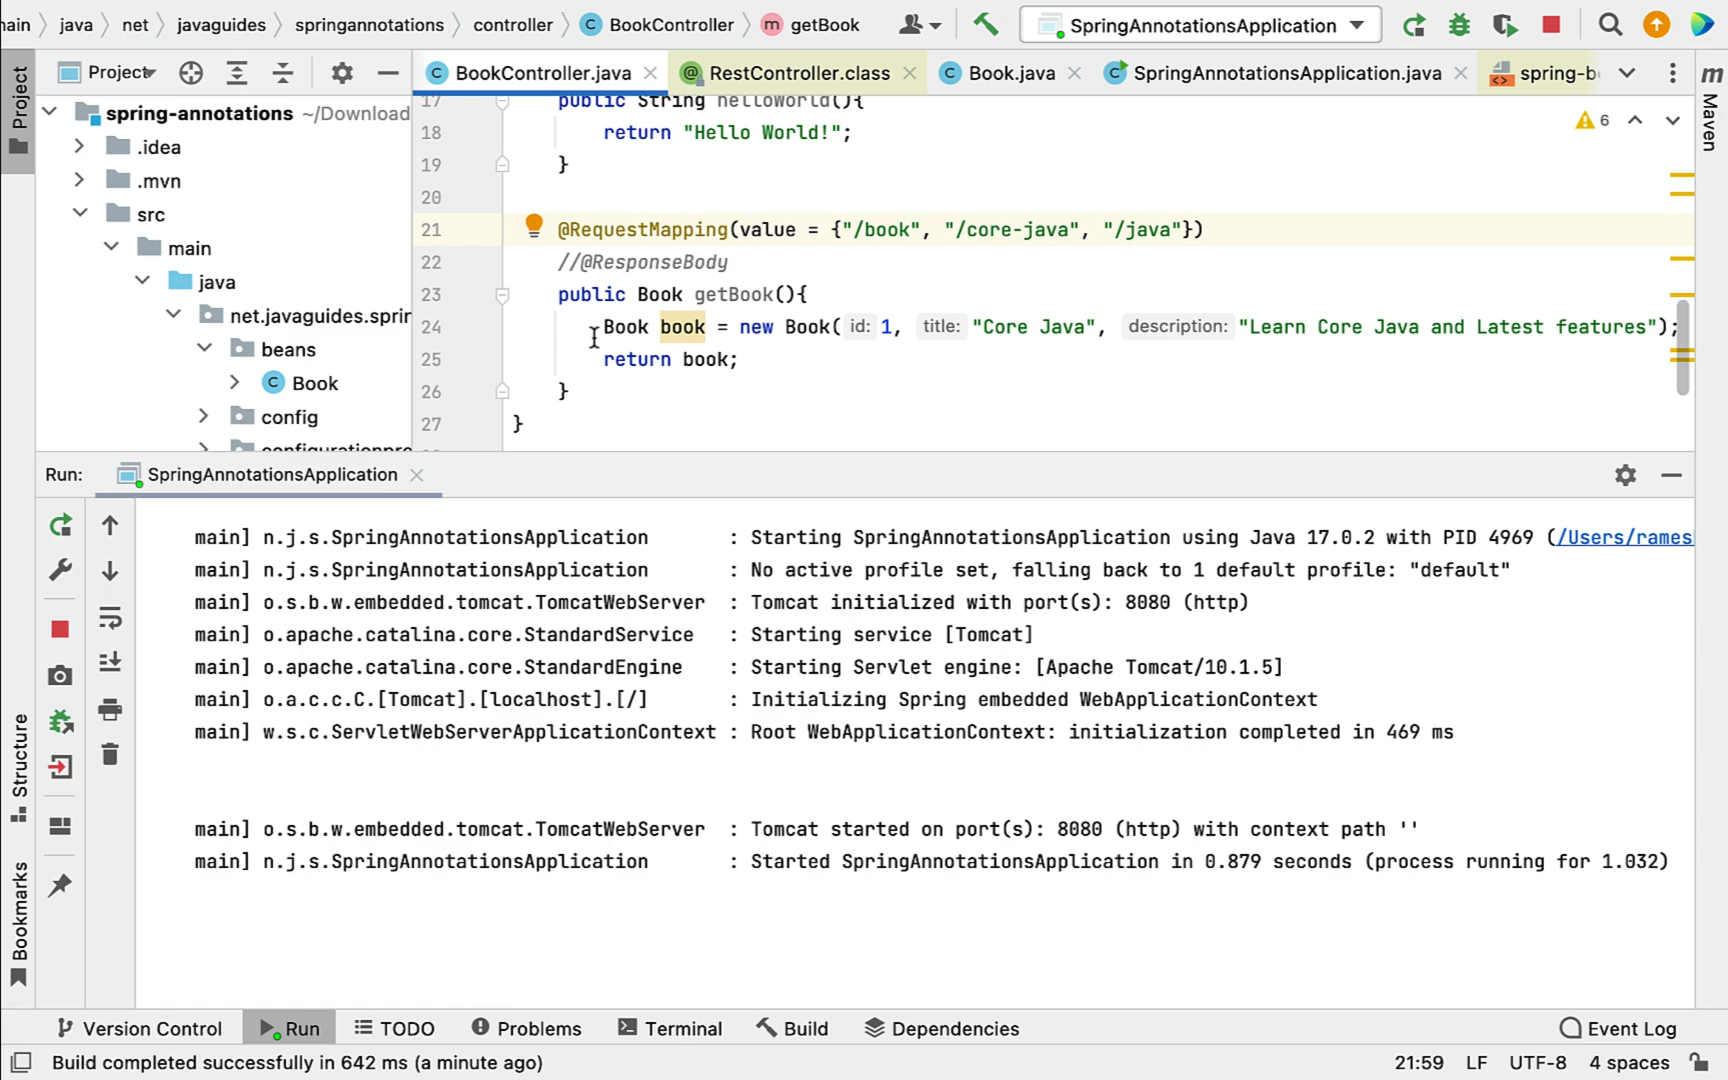 nain java net javaguides springannotations controller BookController getBook SpringAnnotationsApplication
Project BookController.java RestController.class Book.java SpringAnnotationsApplication.java spring-b
Project
spring-annotations ~/Download
.idea
.mvn
src
main
java
net.javaguides.sprin
beans
Book
config
configurationpro
17 public String helloWorld(){
18 return "Hello World!";
19 }
20
21 @RequestMapping(value = {"/book", "/core-java", "/java"})
22 //@ResponseBody
23 public Book getBook(){
24 Book book = new Book( id: 1, title: "Core Java", description: "Learn Core Java and Latest features");
25 return book;
26 }
27 }
6
Maven
Run: SpringAnnotationsApplication
main] n.j.s.SpringAnnotationsApplication : Starting SpringAnnotationsApplication using Java 17.0.2 with PID 4969 (/Users/rames
main] n.j.s.SpringAnnotationsApplication : No active profile set, falling back to 1 default profile: "default"
main] o.s.b.w.embedded.tomcat.TomcatWebServer : Tomcat initialized with port(s): 8080 (http)
main] o.apache.catalina.core.StandardService : Starting service [Tomcat]
main] o.apache.catalina.core.StandardEngine : Starting Servlet engine: [Apache Tomcat/10.1.5]
main] o.a.c.c.C.[Tomcat].[localhost].[/] : Initializing Spring embedded WebApplicationContext
main] w.s.c.ServletWebServerApplicationContext : Root WebApplicationContext: initialization completed in 469 ms
main] o.s.b.w.embedded.tomcat.TomcatWebServer : Tomcat started on port(s): 8080 (http) with context path ''
main] n.j.s.SpringAnnotationsApplication : Started SpringAnnotationsApplication in 0.879 seconds (process running for 1.032)
Structure
Bookmarks
Version Control Run TODO Problems Terminal Build Dependencies Event Log
Build completed successfully in 642 ms (a minute ago) 21:59 LF UTF-8 4 spaces